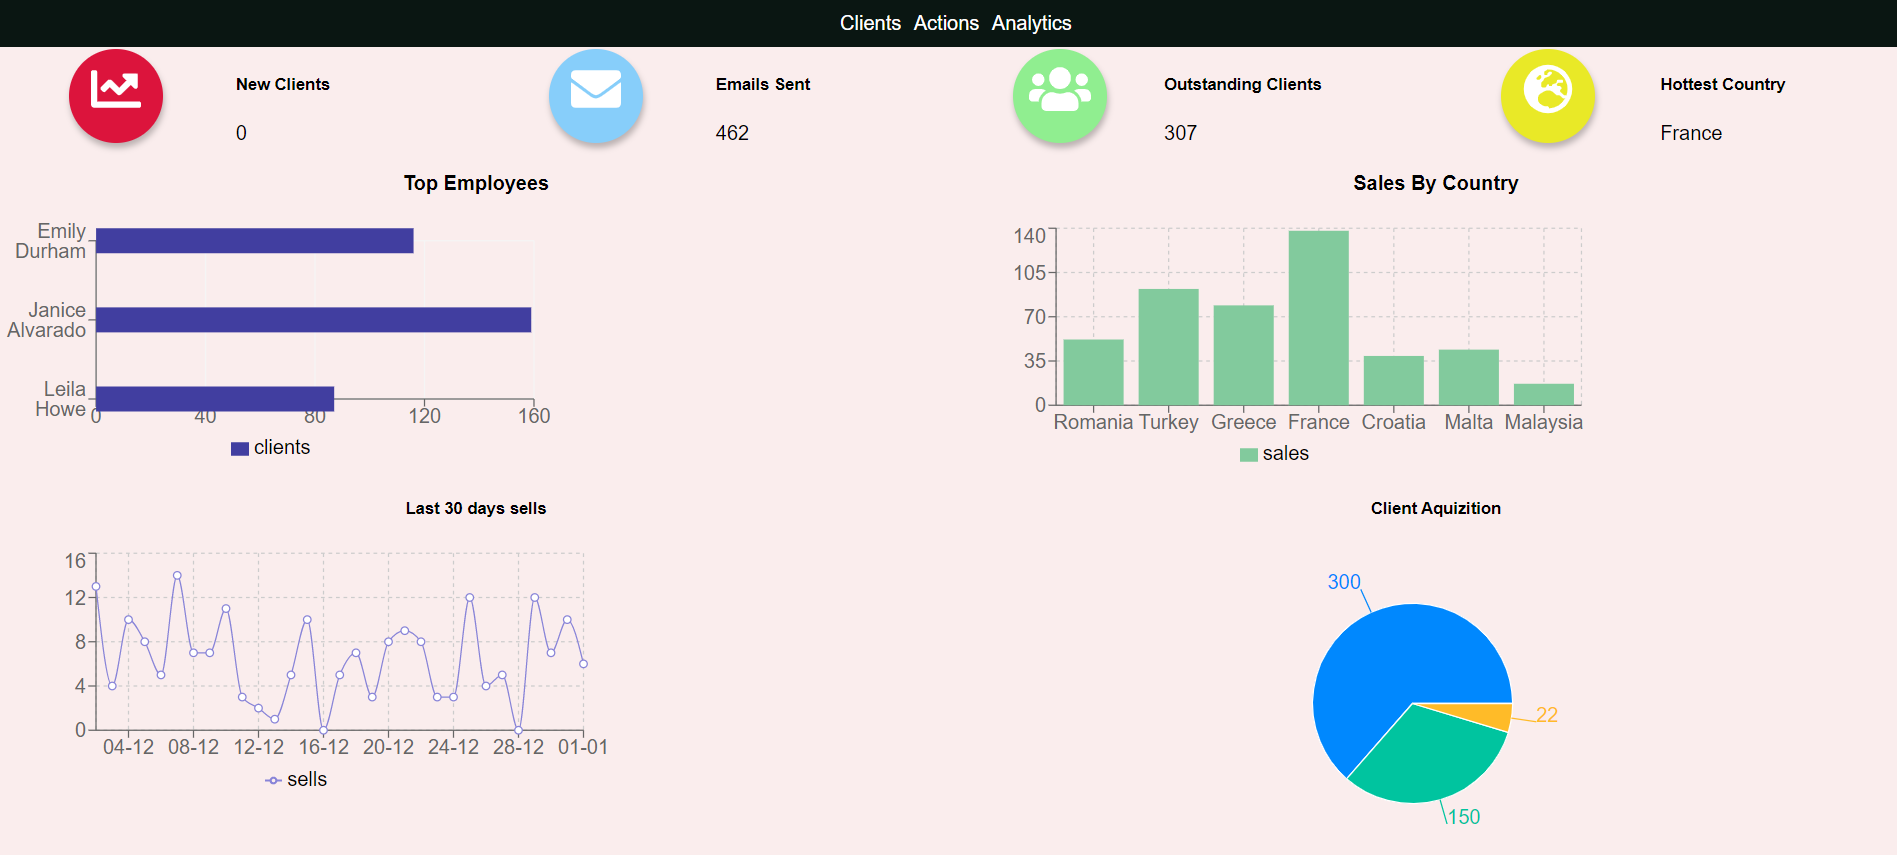 Clients Actions Analytics
New Clients
0
Emails Sent
462
Outstanding Clients
307
Hottest Country
France
Top Employees
Emily
Durham
Janice
Alvarado
Leila
Howe
0 40 80 120 160
clients
Sales By Country
140
105
70
35
0
Romania Turkey Greece France Croatia Malta Malaysia
sales
Last 30 days sells
16
12
8
4
0
04-12 08-12 12-12 16-12 20-12 24-12 28-12 01-01
sells
Client Aquizition
300
22
150